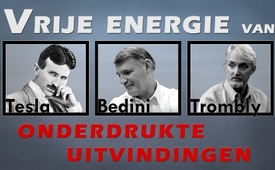 VRIJE ENERGIE VAN
Tesla Bedini Trombly
ONDERDRUKTE
UITVINDINGEN